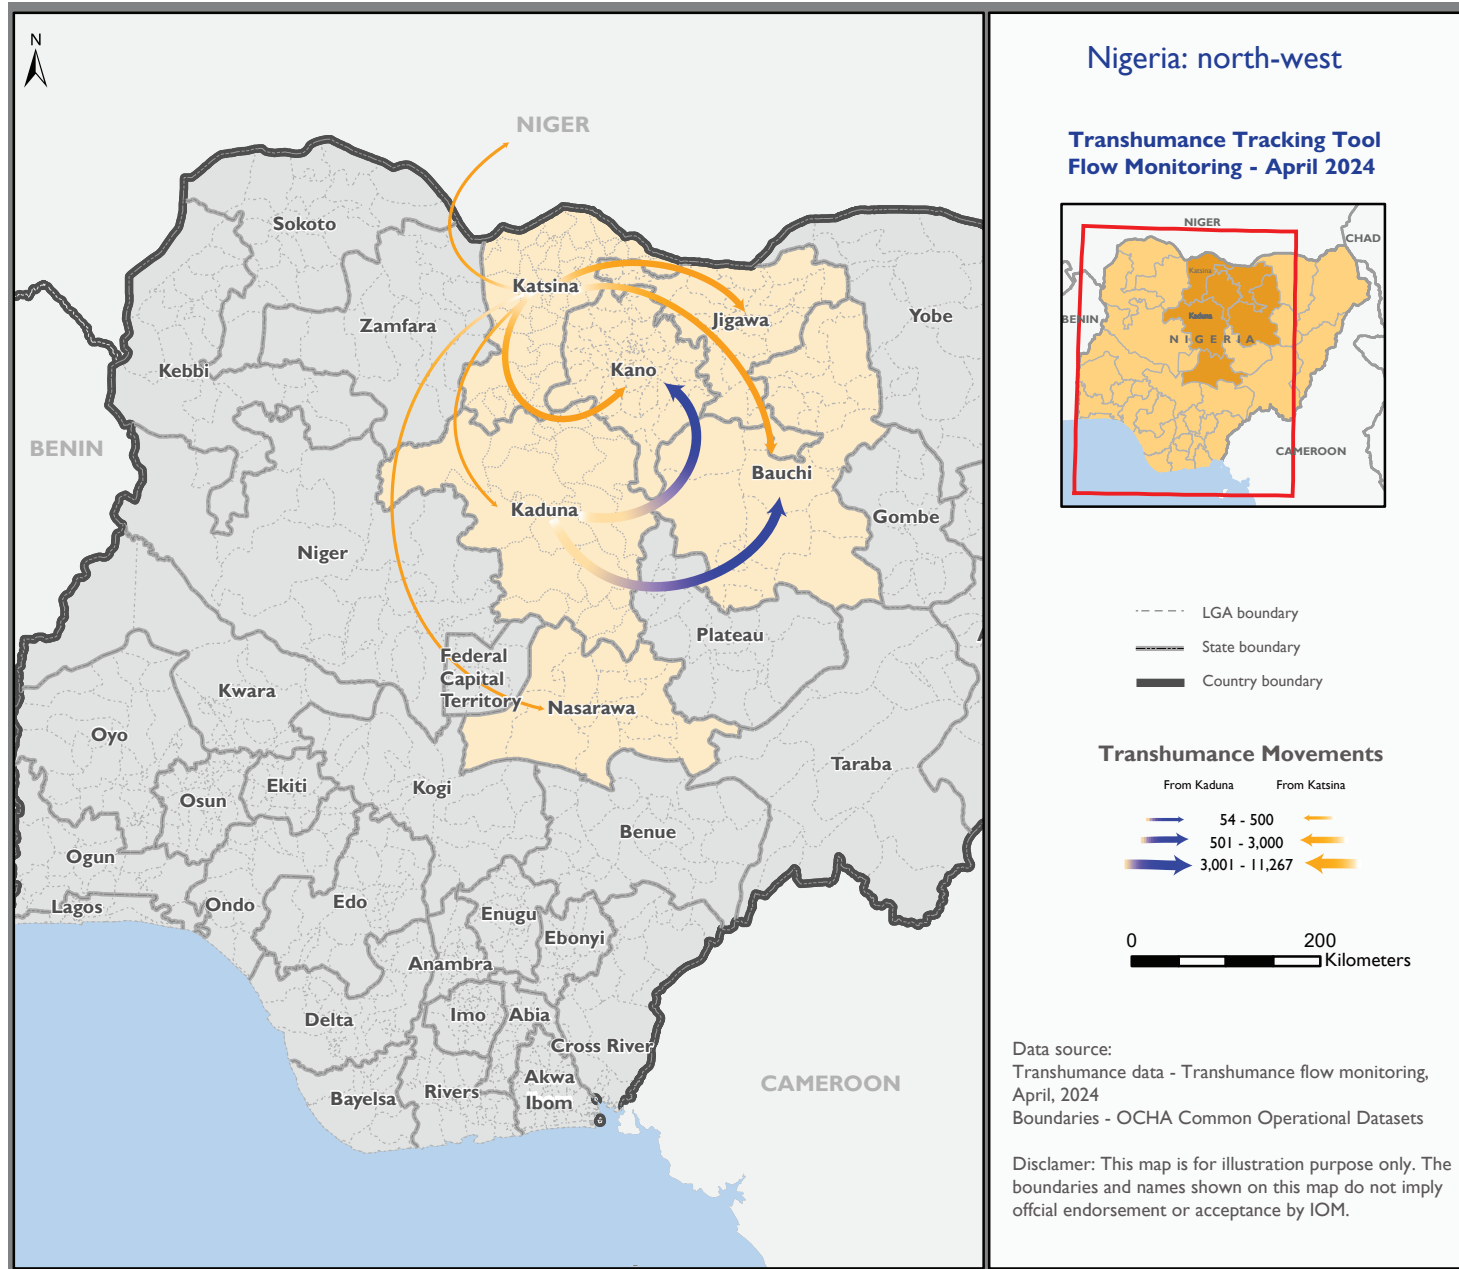 N
NIGER
Sokoto
Katsina
Zamfara
Jigawa
Yobe
Kebbi
Kano
BENIN
Bauchi
Kaduna
Gombe
Niger
Plateau
Federal
Capital
Territory
Kwara
Nasarawa
Oyo
Taraba
Ekiti
Kogi
Osun
Benue
Ogun
Lagos
Ondo
Edo
Enugu
Ebonyi
Anambra
Delta
Imo
Abia
Cross River
Akwa
Ibom
Bayelsa
Rivers
CAMEROON
Nigeria: north-west
Transhumance Tracking Tool
Flow Monitoring - April 2024
NIGER
CHAD
Katsina
BENIN
Kaduna
NIGERIA
CAMEROON
LGA boundary
State boundary
Country boundary
Transhumance Movements
From Kaduna From Katsina
54 - 500
501 - 3,000
3,001 - 11,267
0 200
Kilometers
Data source:
Transhumance data - Transhumance flow monitoring,
April, 2024
Boundaries - OCHA Common Operational Datasets
Disclamer: This map is for illustration purpose only. The
boundaries and names shown on this map do not imply
offcial endorsement or acceptance by IOM.